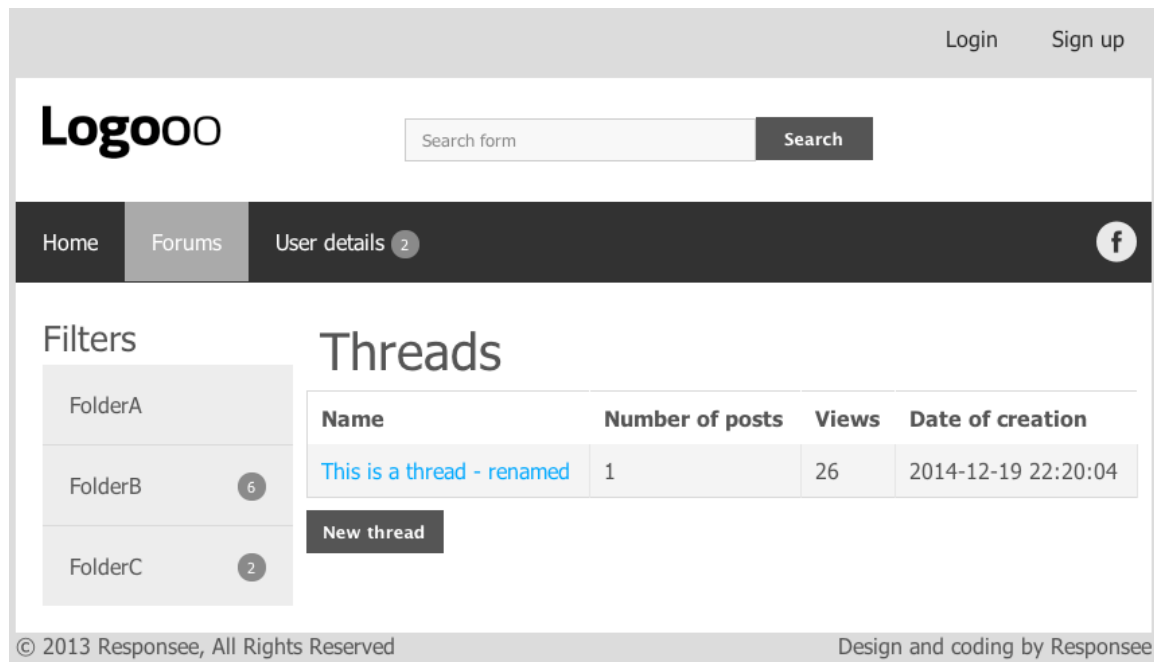 Login Sign up
Logooo
Search form Search
Home Forums User details 2 f
Filters
Threads
FolderA
Name Number of posts Views Date of creation
This is a thread - renamed 1 26 2014-12-19 22:20:04
FolderB 6
New thread
FolderC 2
© 2013 Responsee, All Rights Reserved Design and coding by Responsee